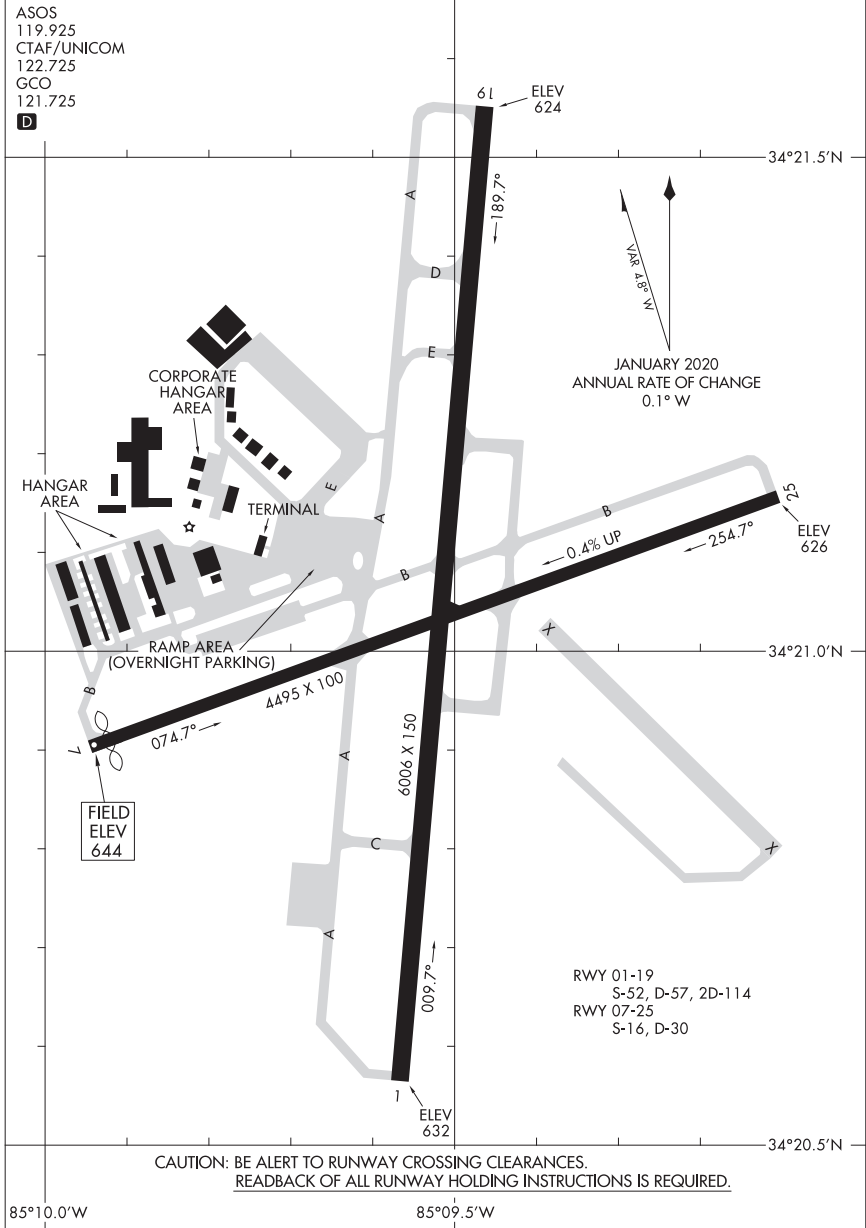 ASOS
119.925
CTAF/UNICOM
122.725
GCO
121.725
D
19
ELEV
624
34°21.5'N
A
189.7°
D
VAR 4.8° W
E
JANUARY 2020
ANNUAL RATE OF CHANGE
0.1° W
CORPORATE
HANGAR
AREA
HANGAR
AREA
E
TERMINAL
A
B
25
ELEV
626
0.4% UP
254.7°
B
X
RAMP AREA
(OVERNIGHT PARKING)
34°21.0'N
B
4495 X 100
074.7°
7
A
6006 X 150
FIELD
ELEV
644
C
X
A
009.7°
RWY 01-19
S-52, D-57, 2D-114
RWY 07-25
S-16, D-30
1
ELEV
632
34°20.5'N
CAUTION: BE ALERT TO RUNWAY CROSSING CLEARANCES.
READBACK OF ALL RUNWAY HOLDING INSTRUCTIONS IS REQUIRED.
85°10.0'W
85°09.5'W